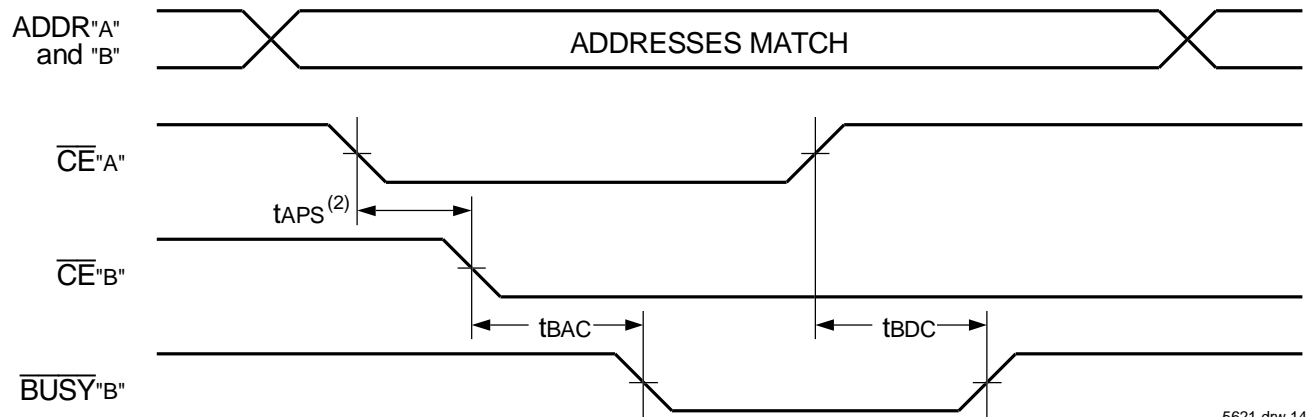 ADDR"A"
and "B"
ADDRESSES MATCH
CE"A"
tAPS(2)
CE"B"
tBAC
tBDC
BUSY"B"
5621 drw 14